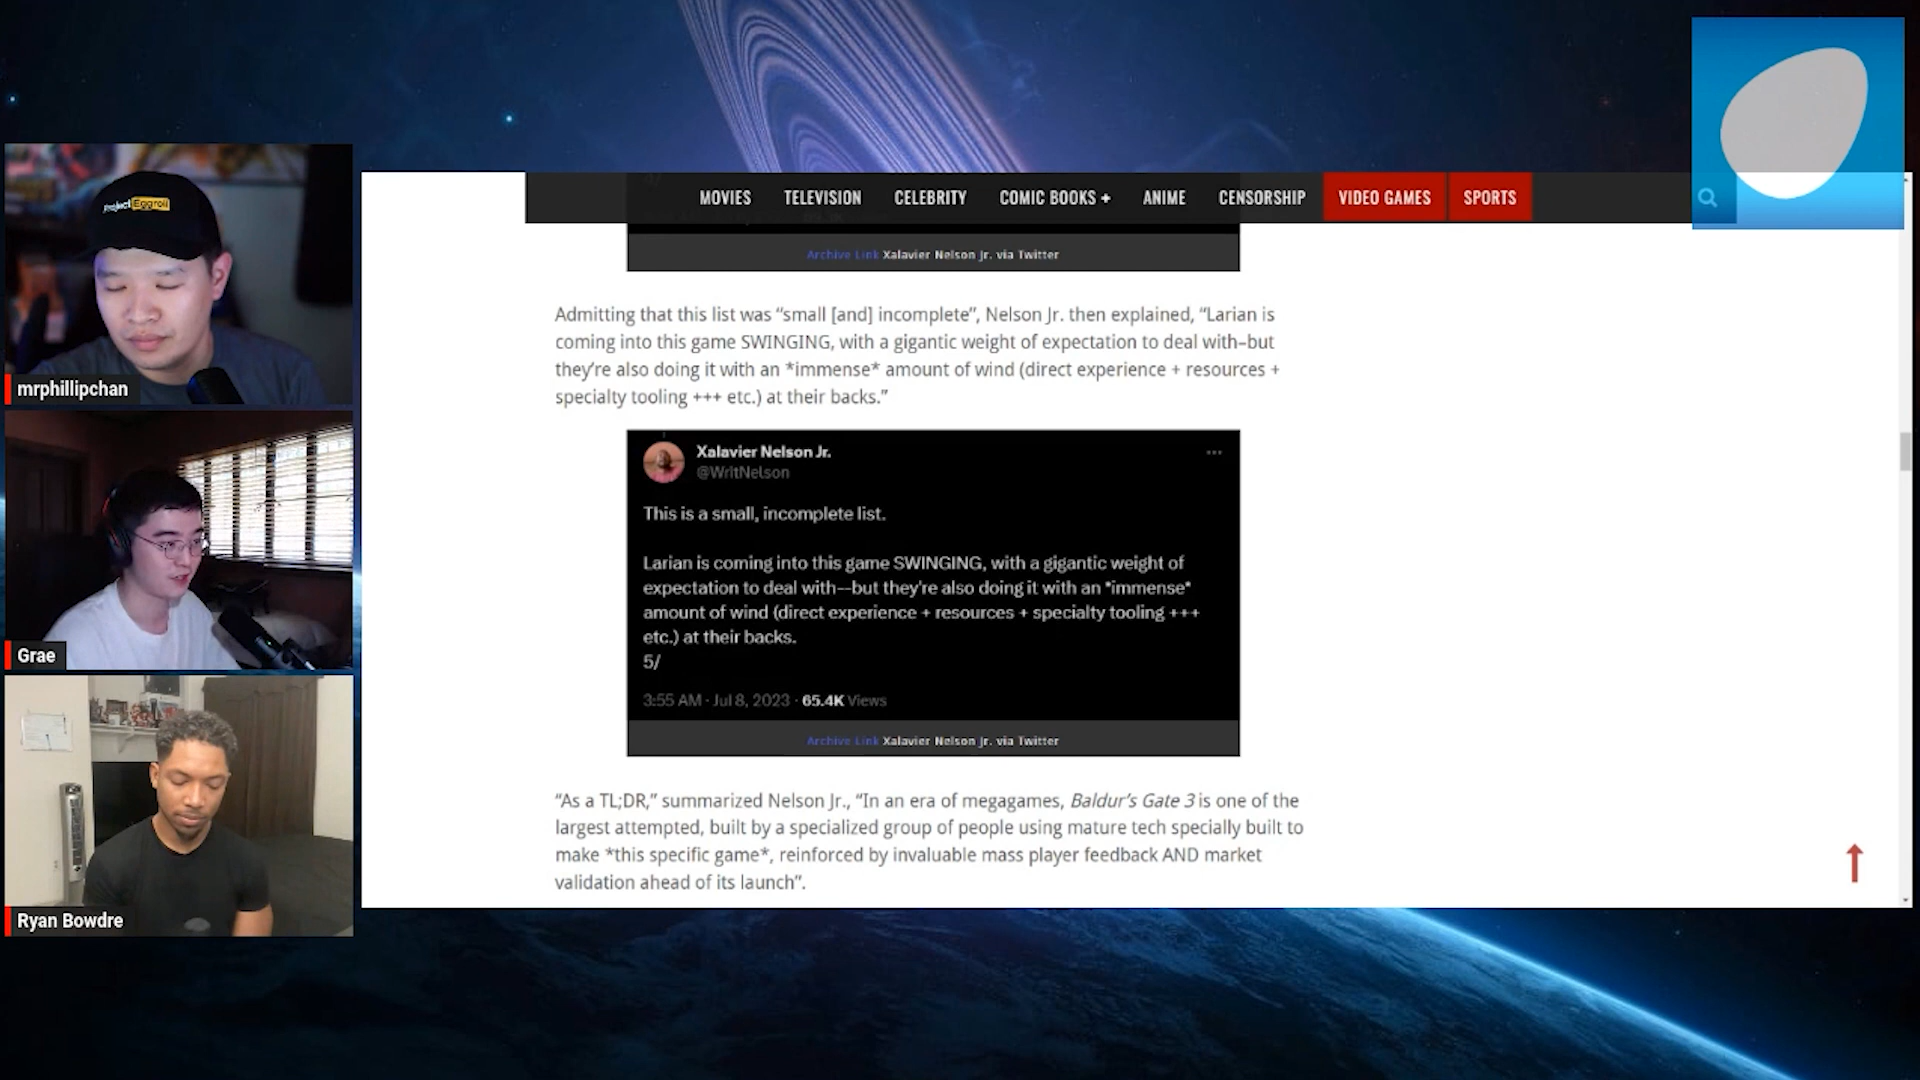 Project Eggroll
mrphillipchan
Grae
Ryan Bowdre
MOVIES TELEVISION CELEBRITY COMIC BOOKS + ANIME CENSORSHIP VIDEO GAMES SPORTS
Archive Link Xalavier Nelson Jr. via Twitter
Admitting that this list was “small [and] incomplete”, Nelson Jr. then explained, “Larian is
coming into this game SWINGING, with a gigantic weight of expectation to deal with–but
they’re also doing it with an *immense* amount of wind (direct experience + resources +
specialty tooling +++ etc.) at their backs.”
Xalavier Nelson Jr.
@WritNelson
This is a small, incomplete list.
Larian is coming into this game SWINGING, with a gigantic weight of
expectation to deal with--but they're also doing it with an *immense*
amount of wind (direct experience + resources + specialty tooling +++
etc.) at their backs.
5/
3:55 AM · Jul 8, 2023 · 65.4K Views
Archive Link Xalavier Nelson Jr. via Twitter
“As a TL;DR,” summarized Nelson Jr., “In an era of megagames, Baldur’s Gate 3 is one of the
largest attempted, built by a specialized group of people using mature tech specially built to
make *this specific game*, reinforced by invaluable mass player feedback AND market
validation ahead of its launch”.